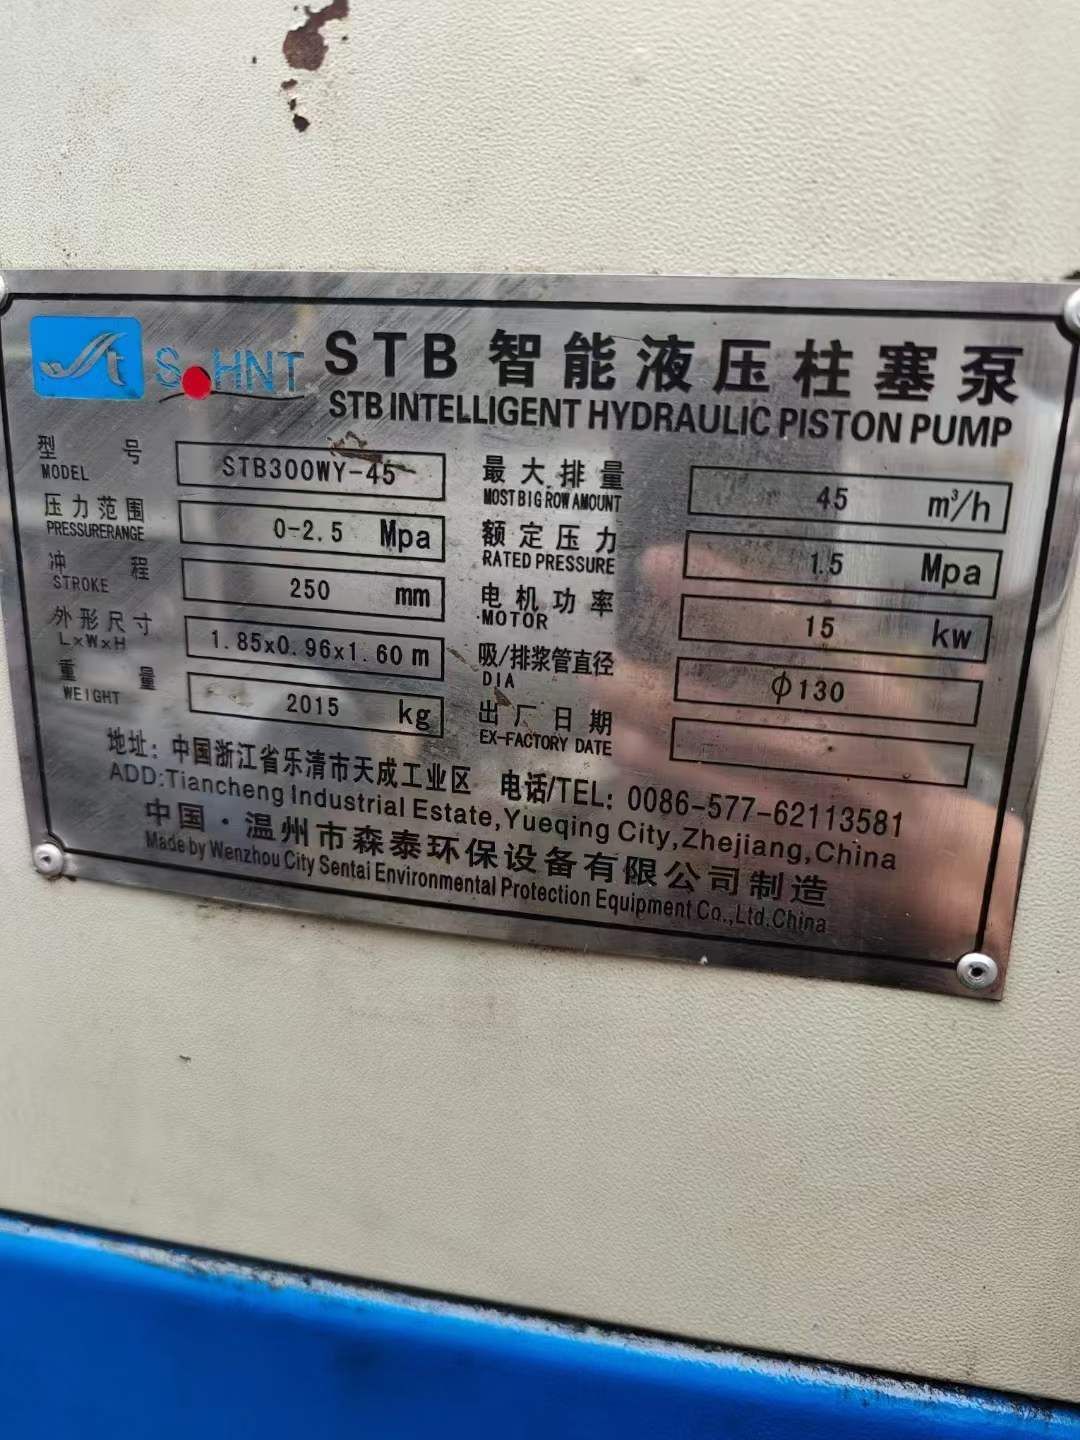 St SOHNT STB 智能液压柱塞泵
STB INTELLIGENT HYDRAULIC PISTON PUMP
型号 STB300WY-45
MODEL
压力范围 0-2.5 Mpa
PRESSURERANGE
冲程 250 mm
STROKE
外形尺寸 1.85x0.96x1.60 m
L×W×H
重量 2015 kg
WEIGHT
最大排量 45 m³/h
MOST BIG ROW AMOUNT
额定压力 1.5 Mpa
RATED PRESSURE
电机功率 15 kw
MOTOR
吸/排浆管直径 φ130
DIA
出厂日期
EX-FACTORY DATE
地址: 中国浙江省乐清市天成工业区 电话/TEL: 0086-577-62113581
ADD:Tiancheng Industrial Estate,Yueqing City,Zhejiang,China
中国·温州市森泰环保设备有限公司制造
Made by Wenzhou City Sentai Environmental Protection Equipment Co.,Ltd.China